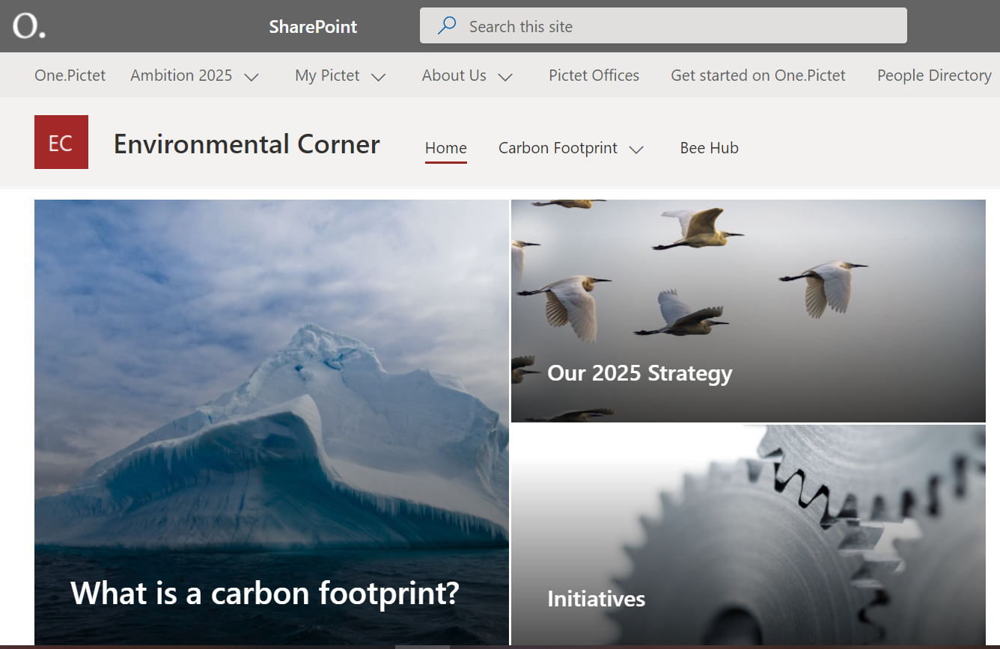 O.
SharePoint
Search this site
One.Pictet
Ambition 2025
My Pictet
About Us
Pictet Offices
Get started on One.Pictet
People Directory
EC
Environmental Corner
Home
Carbon Footprint
Bee Hub
Our 2025 Strategy
What is a carbon footprint?
Initiatives